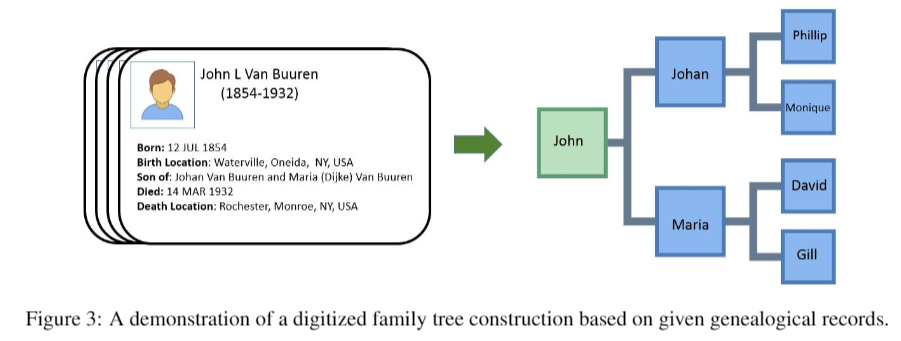 John L Van Buuren
(1854-1932)
Born: 12 JUL 1854
Birth Location: Waterville, Oneida, NY, USA
Son of: Johan Van Buuren and Maria (Dijke) Van Buuren
Died: 14 MAR 1932
Death Location: Rochester, Monroe, NY, USA
John
Johan
Maria
Phillip
Monique
David
Gill
Figure 3: A demonstration of a digitized family tree construction based on given genealogical records.